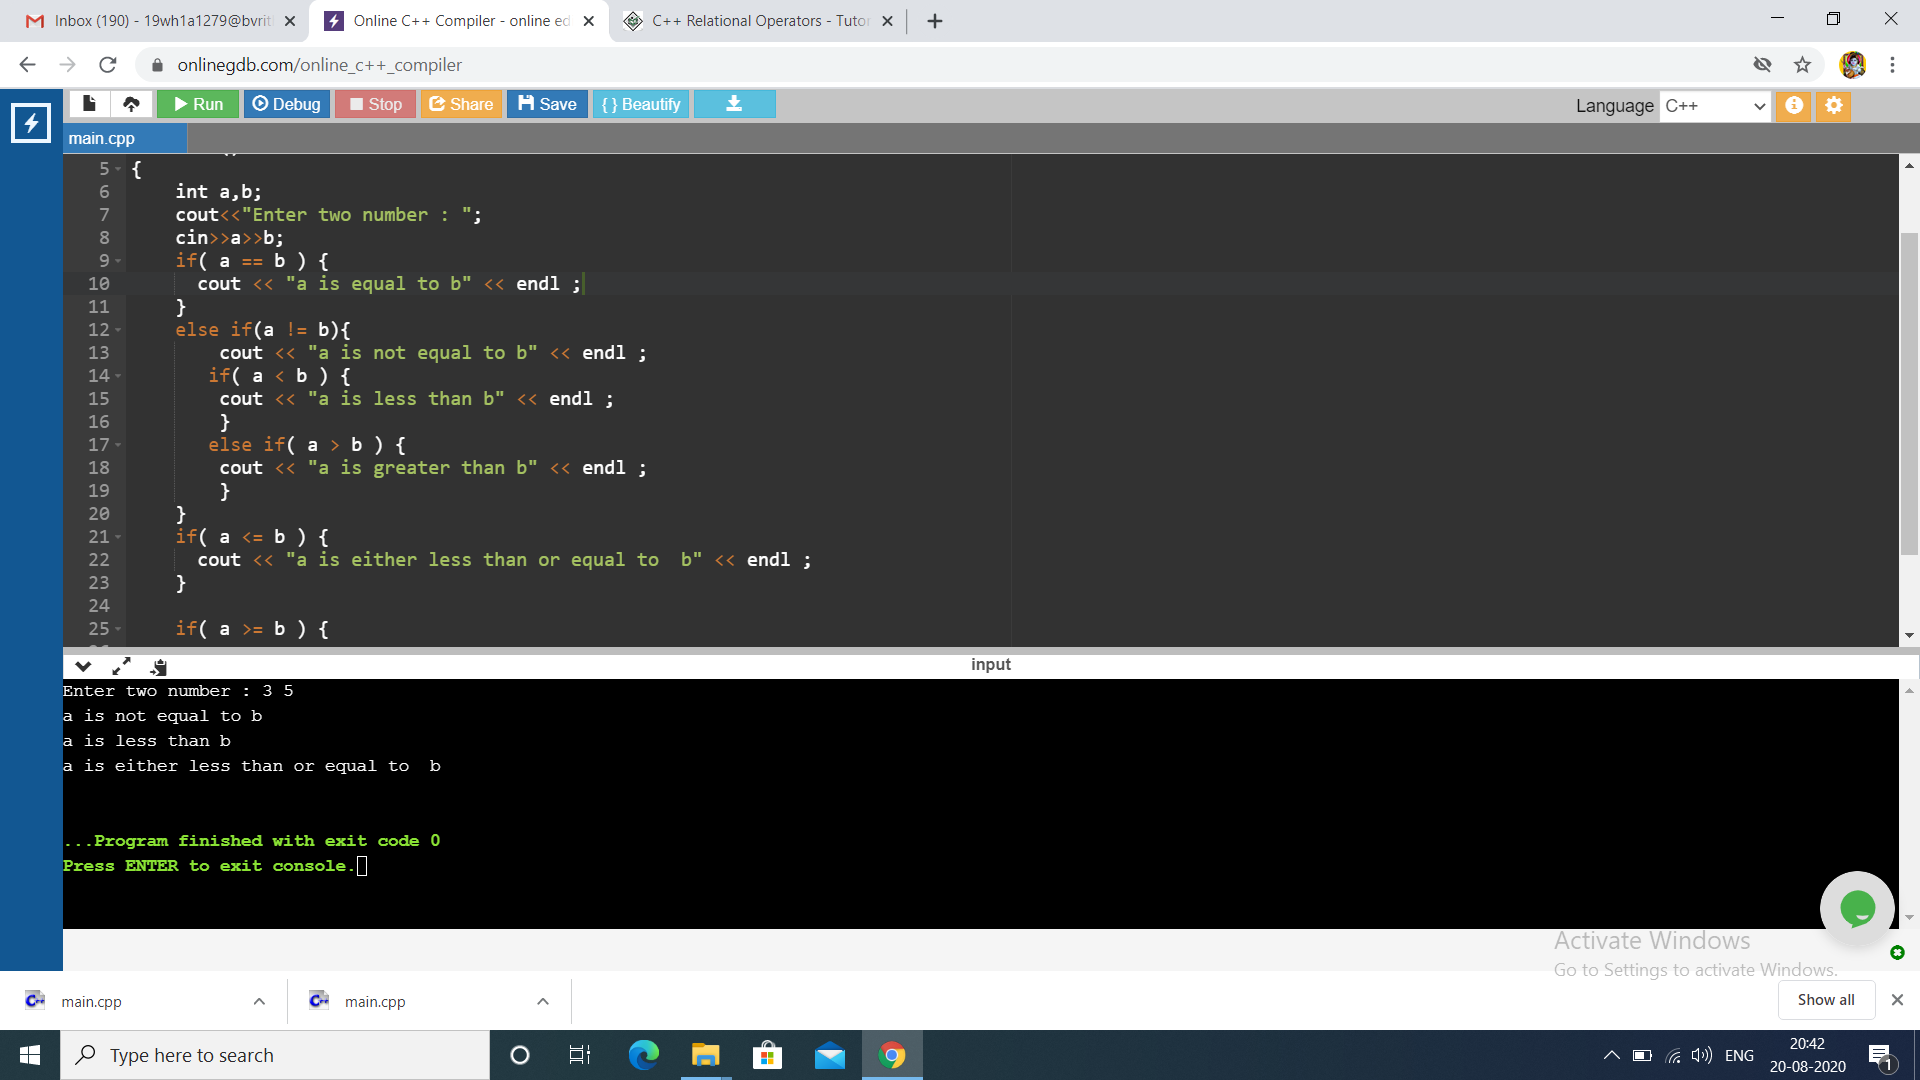 Inbox (190) - 19wh1a1279@bvrit
Online C++ Compiler - online ed
C++ Relational Operators - Tutor
onlinegdb.com/online_c++_compiler
Run Debug Stop Share Save { } Beautify
Language C++
main.cpp
5 {
6 int a,b;
7 cout<<"Enter two number : ";
8 cin>>a>>b;
9 if( a == b ) {
10 cout << "a is equal to b" << endl ;
11 }
12 else if(a != b){
13 cout << "a is not equal to b" << endl ;
14 if( a < b ) {
15 cout << "a is less than b" << endl ;
16 }
17 else if( a > b ) {
18 cout << "a is greater than b" << endl ;
19 }
20 }
21 if( a <= b ) {
22 cout << "a is either less than or equal to  b" << endl ;
23 }
24
25 if( a >= b ) {
input
Enter two number : 3 5
a is not equal to b
a is less than b
a is either less than or equal to  b
...Program finished with exit code 0
Press ENTER to exit console.
Activate Windows
Go to Settings to activate Windows.
main.cpp
main.cpp
Show all
Type here to search
ENG
20:42
20-08-2020
1